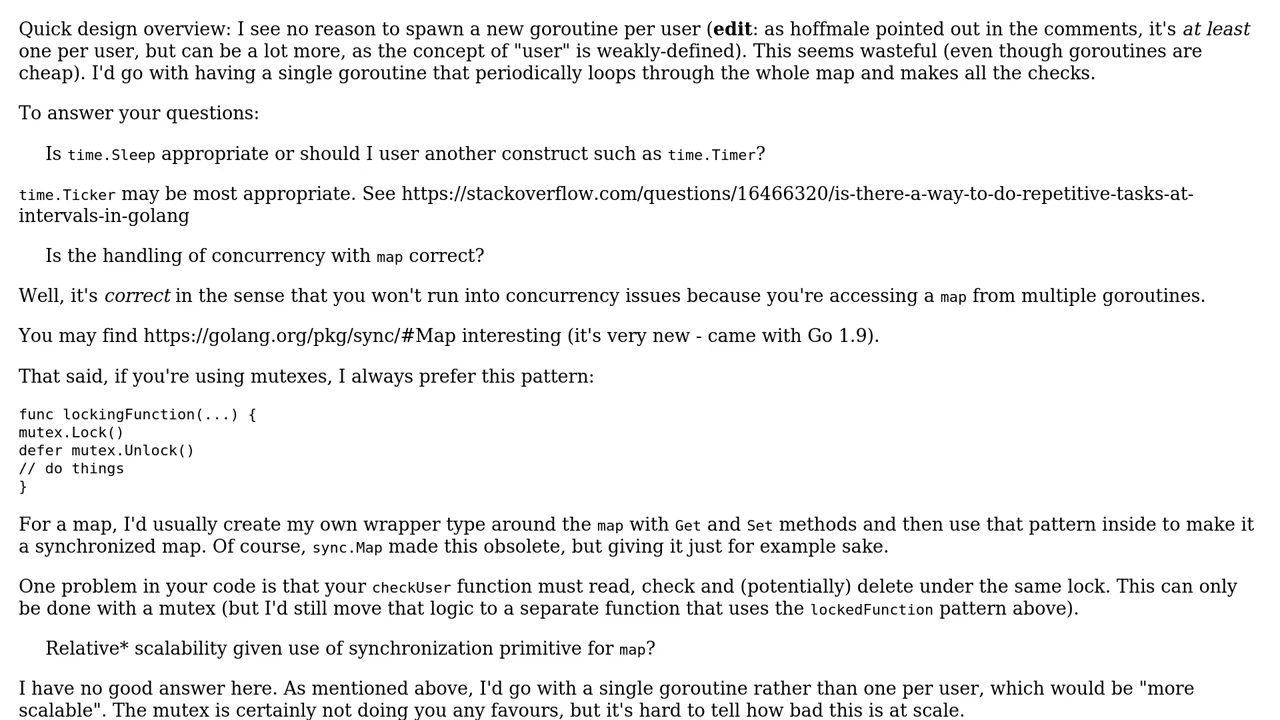 Quick design overview: I see no reason to spawn a new goroutine per user (edit: as hoffmale pointed out in the comments, it's at least
one per user, but can be a lot more, as the concept of "user" is weakly-defined). This seems wasteful (even though goroutines are
cheap). I'd go with having a single goroutine that periodically loops through the whole map and makes all the checks.
To answer your questions:
Is time.Sleep appropriate or should I user another construct such as time.Timer?
time.Ticker may be most appropriate. See https://stackoverflow.com/questions/16466320/is-there-a-way-to-do-repetitive-tasks-at-
intervals-in-golang
Is the handling of concurrency with map correct?
Well, it's correct in the sense that you won't run into concurrency issues because you're accessing a map from multiple goroutines.
You may find https://golang.org/pkg/sync/#Map interesting (it's very new - came with Go 1.9).
That said, if you're using mutexes, I always prefer this pattern:
func lockingFunction(...) {
mutex.Lock()
defer mutex.Unlock()
// do things
}
For a map, I'd usually create my own wrapper type around the map with Get and Set methods and then use that pattern inside to make it
a synchronized map. Of course, sync.Map made this obsolete, but giving it just for example sake.
One problem in your code is that your checkUser function must read, check and (potentially) delete under the same lock. This can only
be done with a mutex (but I'd still move that logic to a separate function that uses the lockedFunction pattern above).
Relative* scalability given use of synchronization primitive for map?
I have no good answer here. As mentioned above, I'd go with a single goroutine rather than one per user, which would be "more
scalable". The mutex is certainly not doing you any favours, but it's hard to tell how bad this is at scale.